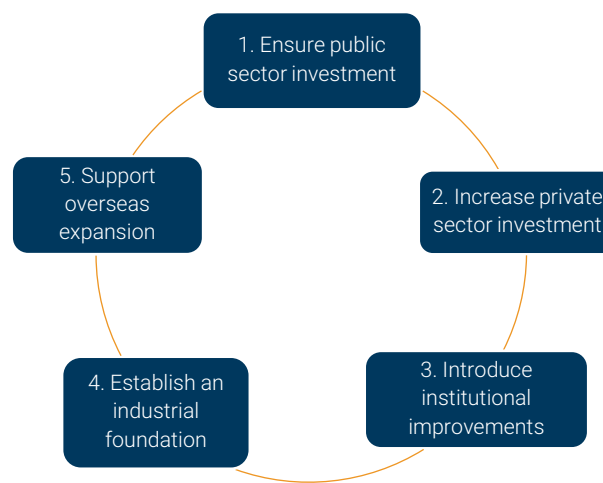 1. Ensure public
sector investment
2. Increase private
sector investment
3. Introduce
institutional
improvements
4. Establish an
industrial
foundation
5. Support
overseas
expansion